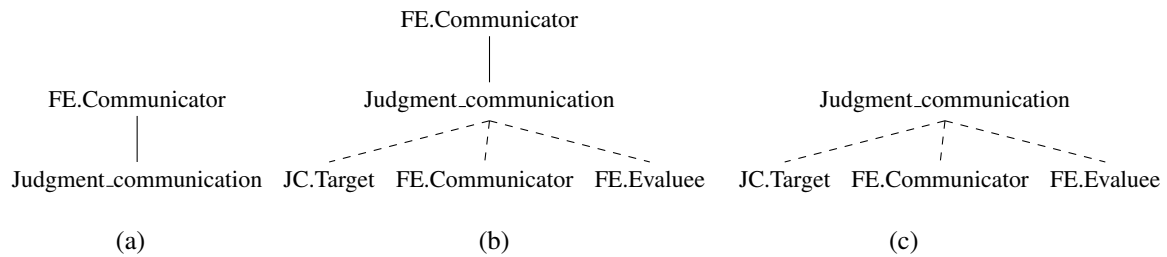 FE.Communicator
FE.Communicator Judgment_communication Judgment_communication
Judgment_communication JC.Target FE.Communicator FE.Evaluee JC.Target FE.Communicator FE.Evaluee
(a) (b) (c)